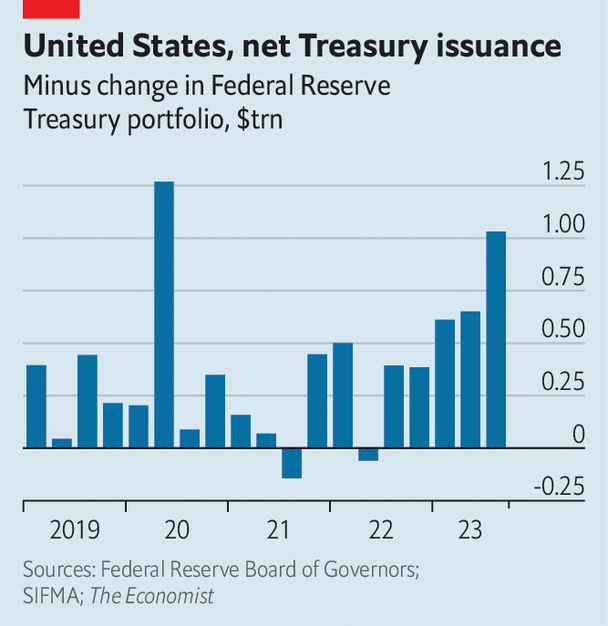 United States, net Treasury issuance
Minus change in Federal Reserve
Treasury portfolio, $trn
1.25
1.00
0.75
0.50
0.25
0
-0.25
2019 20 21 22 23
Sources: Federal Reserve Board of Governors;
SIFMA; The Economist